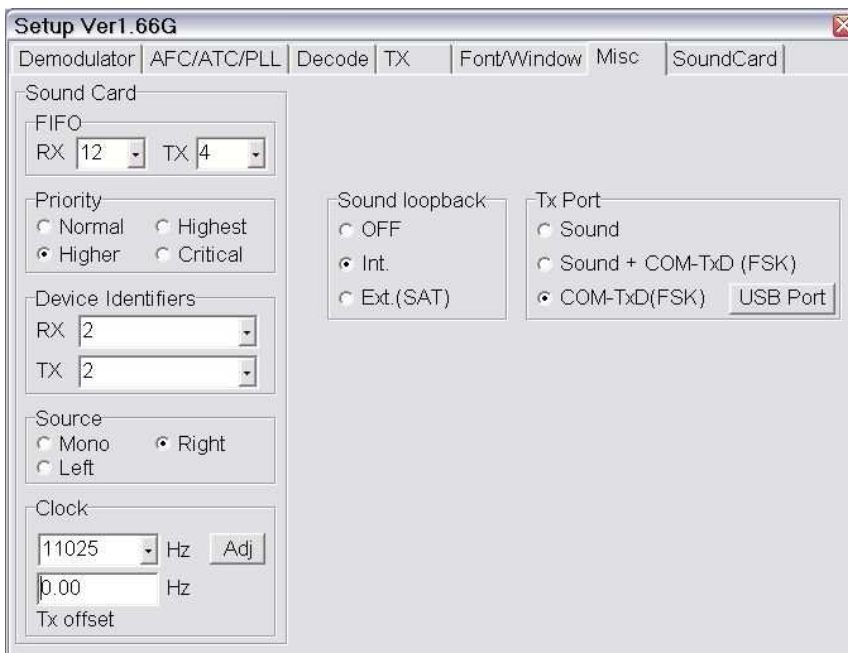 Setup Ver1.66G
Demodulator AFC/ATC/PLL Decode TX Font/Window Misc SoundCard
Sound Card
FIFO
RX 12 TX 4
Priority
Normal Highest
Higher Critical
Device Identifiers
RX 2
TX 2
Source
Mono Right
Left
Clock
11025 Hz Adj
0.00 Hz
Tx offset
Sound loopback
OFF
Int.
Ext.(SAT)
Tx Port
Sound
Sound + COM-TxD (FSK)
COM-TxD(FSK) USB Port